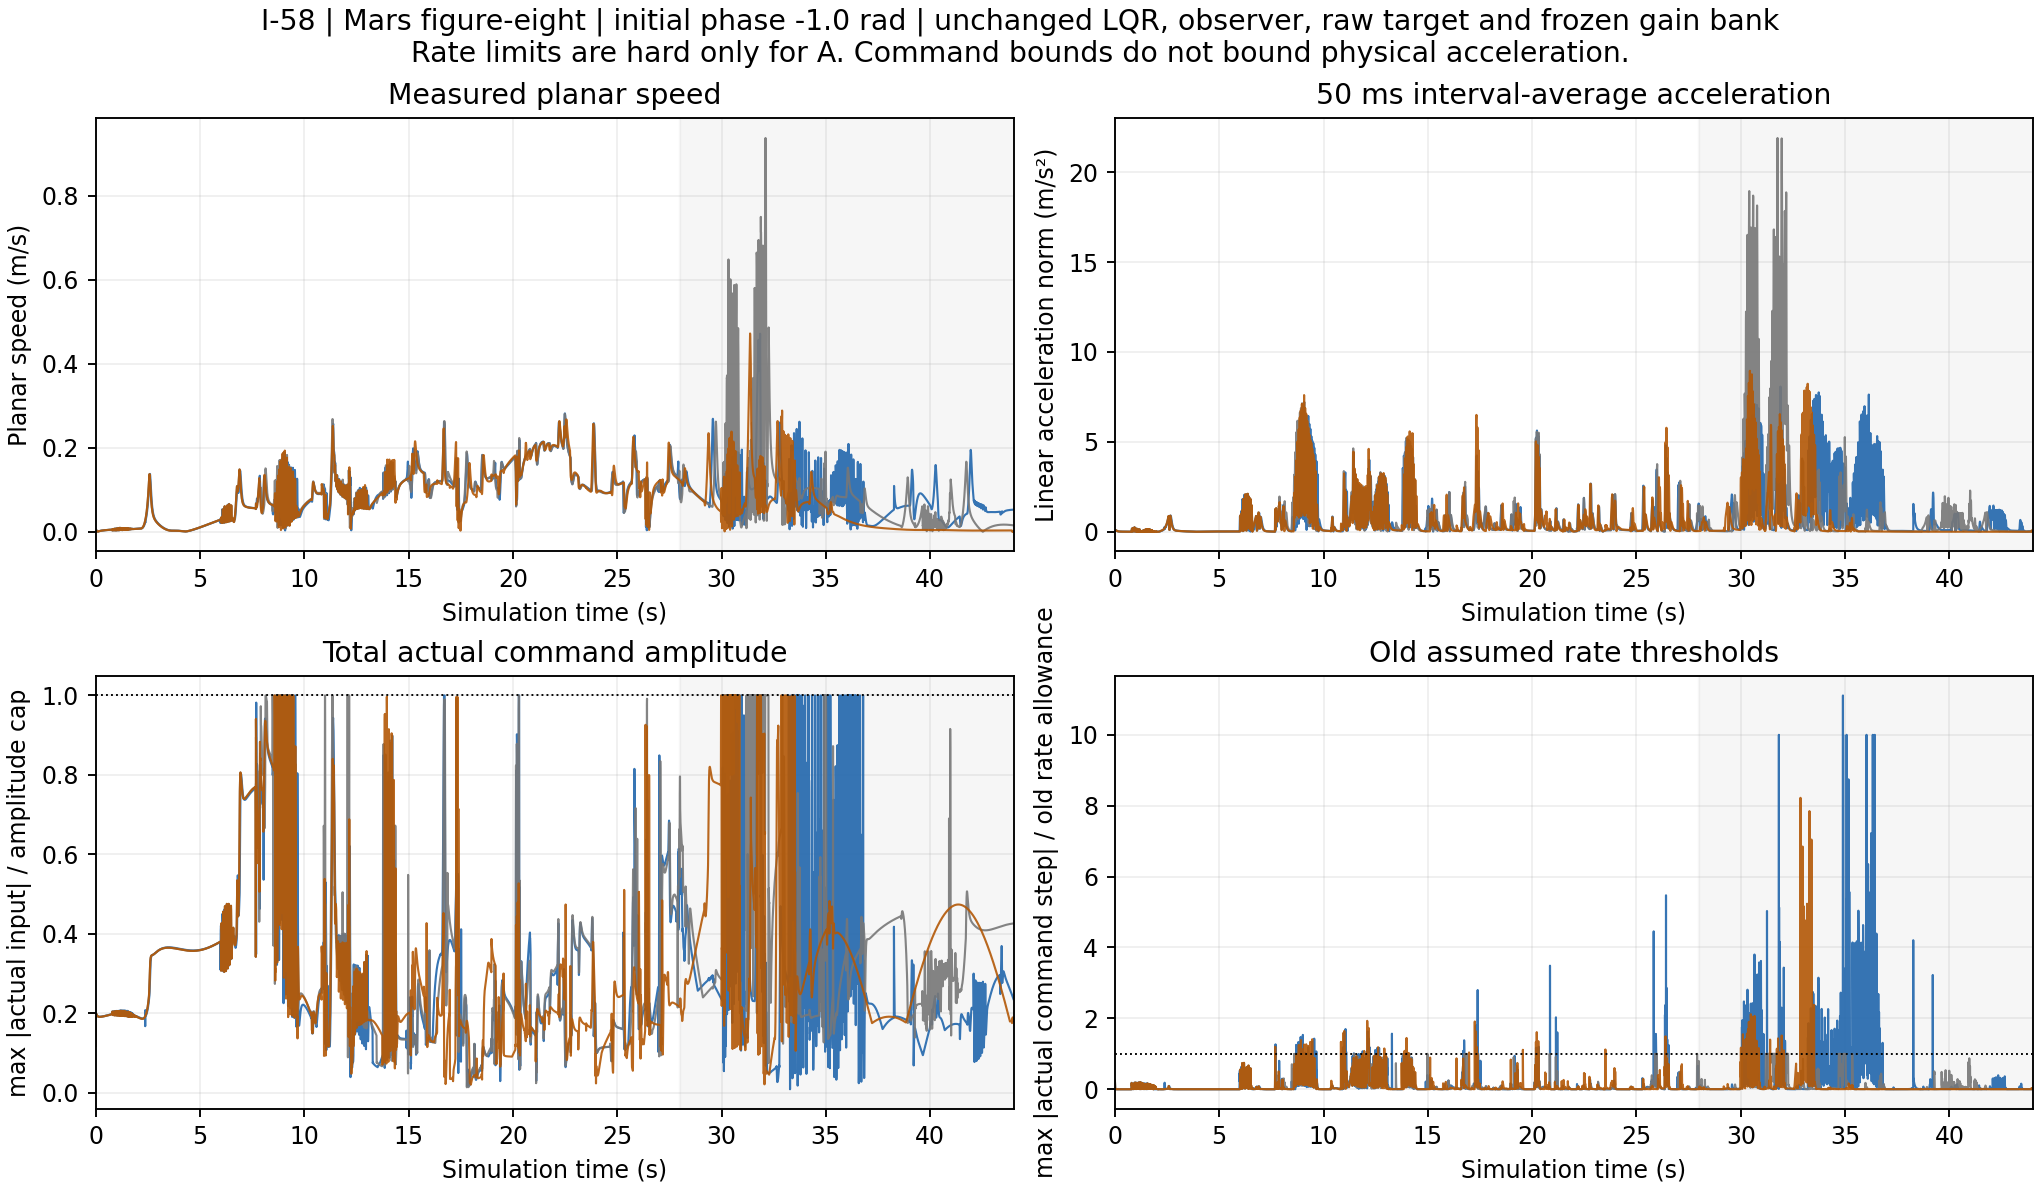 I-58 | Mars figure-eight | initial phase -1.0 rad | unchanged LQR, observer, raw target and frozen gain bank
Rate limits are hard only for A. Command bounds do not bound physical acceleration.
Measured planar speed
Planar speed (m/s)
0.8
0.6
0.4
0.2
0.0
0 5 10 15 20 25 30 35 40
Simulation time (s)
50 ms interval-average acceleration
Linear acceleration norm (m/s²)
20
15
10
5
0
0 5 10 15 20 25 30 35 40
Simulation time (s)
Total actual command amplitude
max |actual input| / amplitude cap
1.0
0.8
0.6
0.4
0.2
0.0
0 5 10 15 20 25 30 35 40
Simulation time (s)
Old assumed rate thresholds
max |actual command step| / old rate allowance
10
8
6
4
2
0
0 5 10 15 20 25 30 35 40
Simulation time (s)